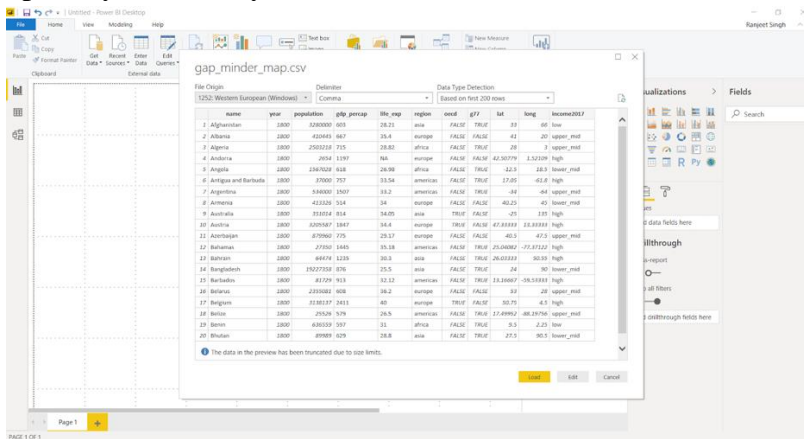 Untitled - Power BI Desktop
Ranjeet Singh
File Home View Modeling Help
Paste
Cut
Copy
Format Painter
Clipboard
Get Data
Recent Sources
Enter Data
Edit Queries
External data
Text box
New Measure
gap_minder_map.csv
File Origin
1252: Western European (Windows)
Delimiter
Comma
Data Type Detection
Based on first 200 rows
name year population gdp_percap life_exp region oecd g77 lat long income2017
1 Afghanistan 1800 3280000 603 28.21 asia FALSE TRUE 33 66 low
2 Albania 1800 410445 667 35.4 europe FALSE FALSE 41 20 upper_mid
3 Algeria 1800 2503218 715 28.82 africa FALSE TRUE 28 3 upper_mid
4 Andorra 1800 2654 1197 NA europe FALSE FALSE 42.50779 1.52109 high
5 Angola 1800 1567028 618 26.98 africa FALSE TRUE -12.5 18.5 lower_mid
6 Antigua and Barbuda 1800 37000 757 33.54 americas FALSE TRUE 17.05 -61.8 high
7 Argentina 1800 534000 1507 33.2 americas FALSE TRUE -34 -64 upper_mid
8 Armenia 1800 413326 514 34 europe FALSE FALSE 40.25 45 lower_mid
9 Australia 1800 351014 814 34.05 asia TRUE FALSE -25 135 high
10 Austria 1800 3205587 1847 34.4 europe TRUE FALSE 47.33333 13.33333 high
11 Azerbaijan 1800 879960 775 29.17 europe FALSE FALSE 40.5 47.5 upper_mid
12 Bahamas 1800 27350 1445 35.18 americas FALSE TRUE 25.04082 -77.37122 high
13 Bahrain 1800 64474 1235 30.3 asia FALSE TRUE 26.03333 50.55 high
14 Bangladesh 1800 19227358 876 25.5 asia FALSE TRUE 24 90 lower_mid
15 Barbados 1800 81729 913 32.12 americas FALSE TRUE 13.16667 -59.53333 high
16 Belarus 1800 2355081 608 36.2 europe FALSE FALSE 53 28 upper_mid
17 Belgium 1800 3138137 2411 40 europe TRUE FALSE 50.75 4.5 high
18 Belize 1800 25526 579 26.5 americas FALSE TRUE 17.49952 -88.19756 upper_mid
19 Benin 1800 636559 597 31 africa FALSE TRUE 9.5 2.25 low
20 Bhutan 1800 89989 629 28.8 asia FALSE TRUE 27.5 90.5 lower_mid
The data in the preview has been truncated due to size limits.
Load Edit Cancel
ualizations
Fields
Search
R Py
d data fields here
illthrough
s-report
p all filters
d drillthrough fields here
Page 1
PAGE 1 OF 1